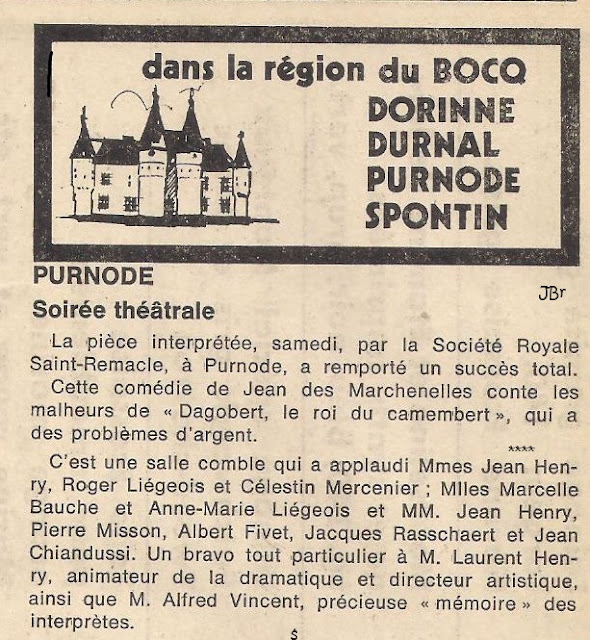 dans la région du BOCQ
DORINNE
DURNAL
PURNODE
SPONTIN
PURNODE
JBr
Soirée théâtrale
La pièce interprétée, samedi, par la Société Royale
Saint-Remacle, à Purnode, a remporté un succès total.
Cette comédie de Jean des Marchenelles conte les
malheurs de « Dagobert, le roi du camembert », qui a
des problèmes d'argent.
****
C'est une salle comble qui a applaudi Mmes Jean Hen-
ry, Roger Liégeois et Célestin Mercenier ; Mlles Marcelle
Bauche et Anne-Marie Liégeois et MM. Jean Henry,
Pierre Misson, Albert Fivet, Jacques Rasschaert et Jean
Chiandussi. Un bravo tout particulier à M. Laurent Hen-
ry, animateur de la dramatique et directeur artistique,
ainsi que M. Alfred Vincent, précieuse « mémoire » des
interprètes.
$